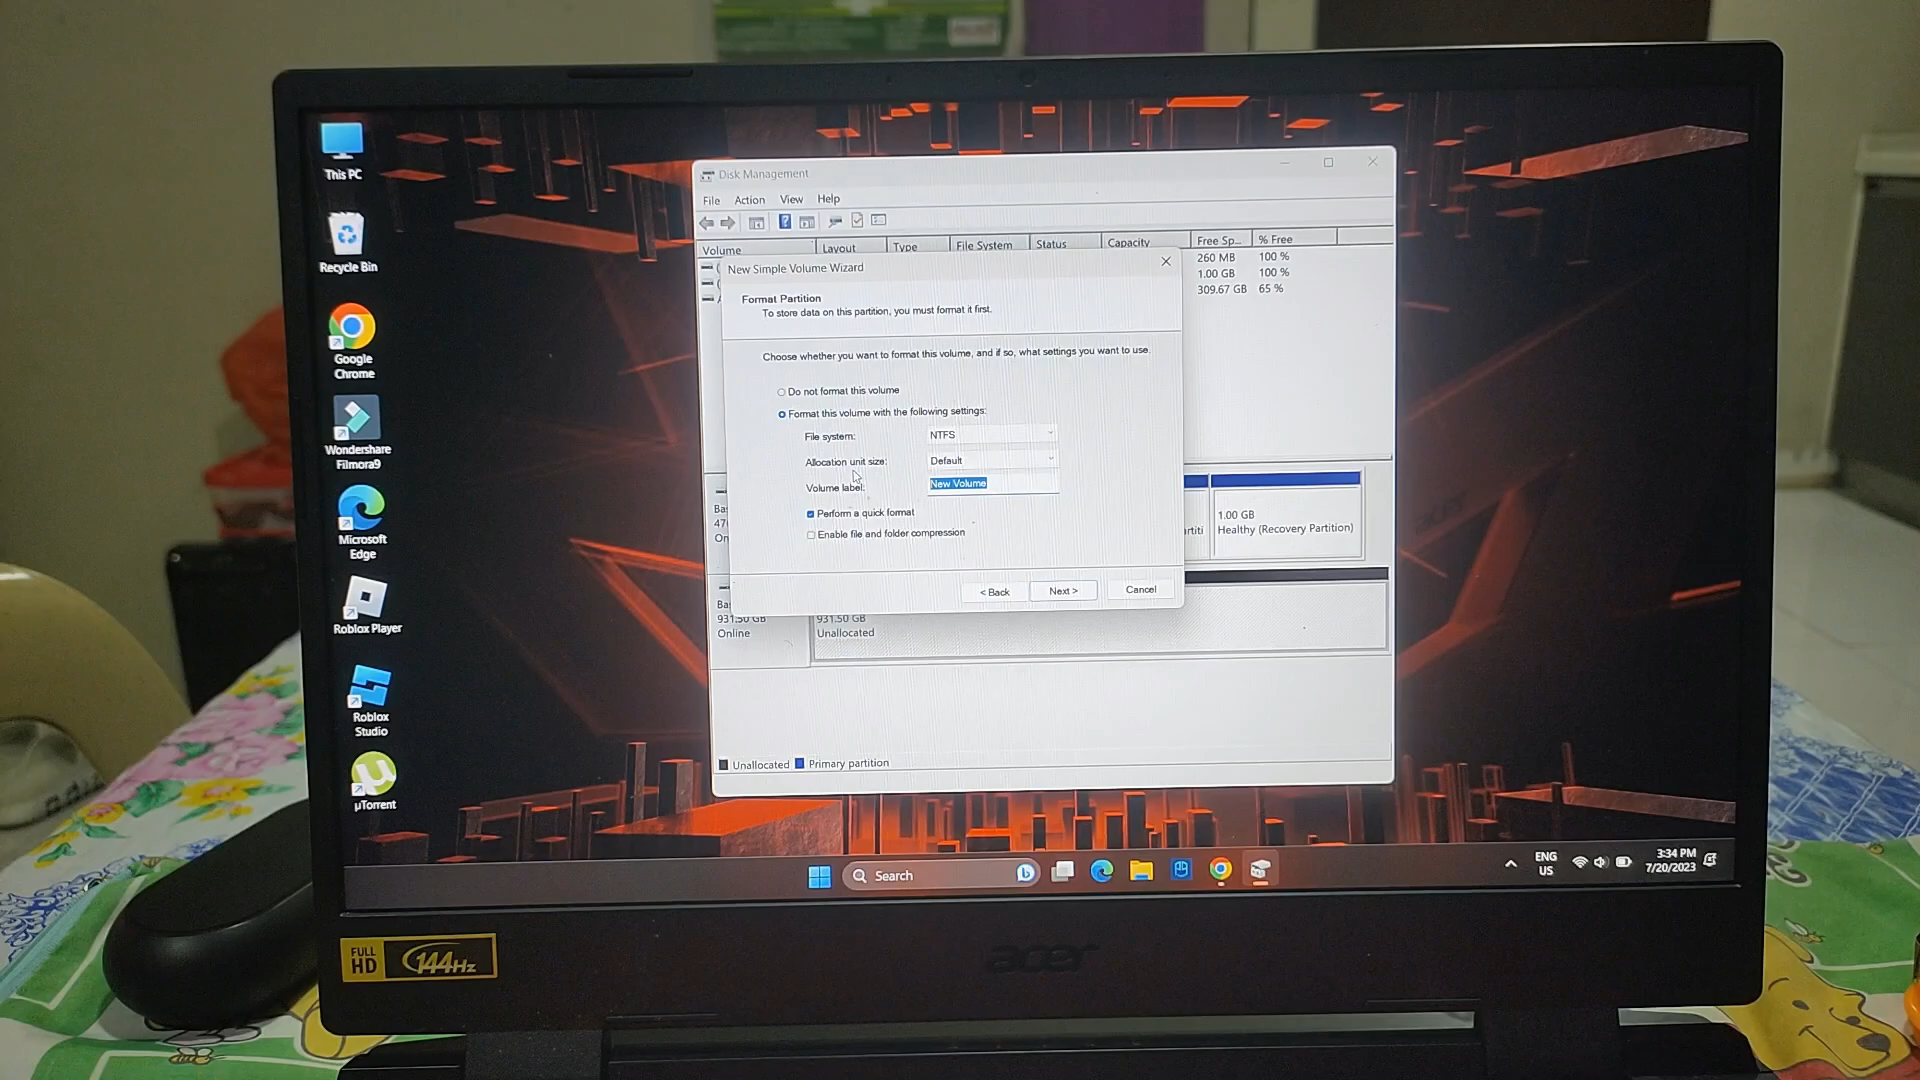 This PC
Recycle Bin
Google
Chrome
Wondershare
Filmora9
Microsoft
Edge
Roblox Player
Roblox
Studio
µTorrent
Disk Management
File Action View Help
Volume Layout Type File System Status Capacity Free Sp... % Free
260 MB 100 %
1.00 GB 100 %
309.67 GB 65 %
New Simple Volume Wizard
Format Partition
To store data on this partition, you must format it first.
Choose whether you want to format this volume, and if so, what settings you want to use.
Do not format this volume
Format this volume with the following settings:
File system: NTFS
Allocation unit size: Default
Volume label: New Volume
Perform a quick format
Enable file and folder compression
< Back Next > Cancel
Ba
47
On
artiti
1.00 GB
Healthy (Recovery Partition)
Ba
931.50 GB
Online
931.50 GB
Unallocated
Unallocated Primary partition
Search
ENG
US
3:34 PM
7/20/2023
FULL
HD
144Hz
acer